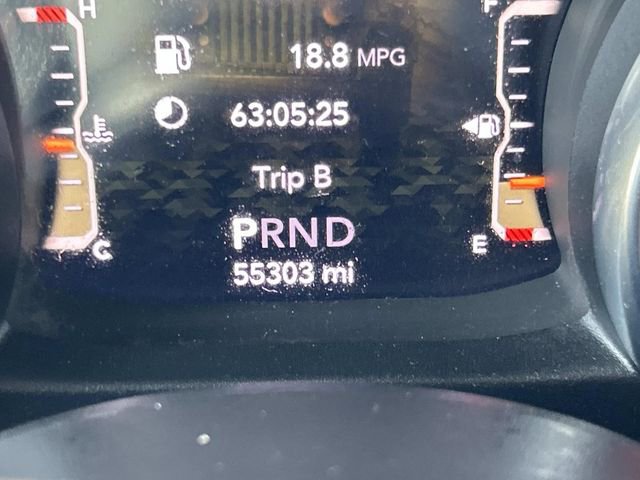 H F
18.8 MPG
63:05:25
Trip B
PRND
C E
55303 mi